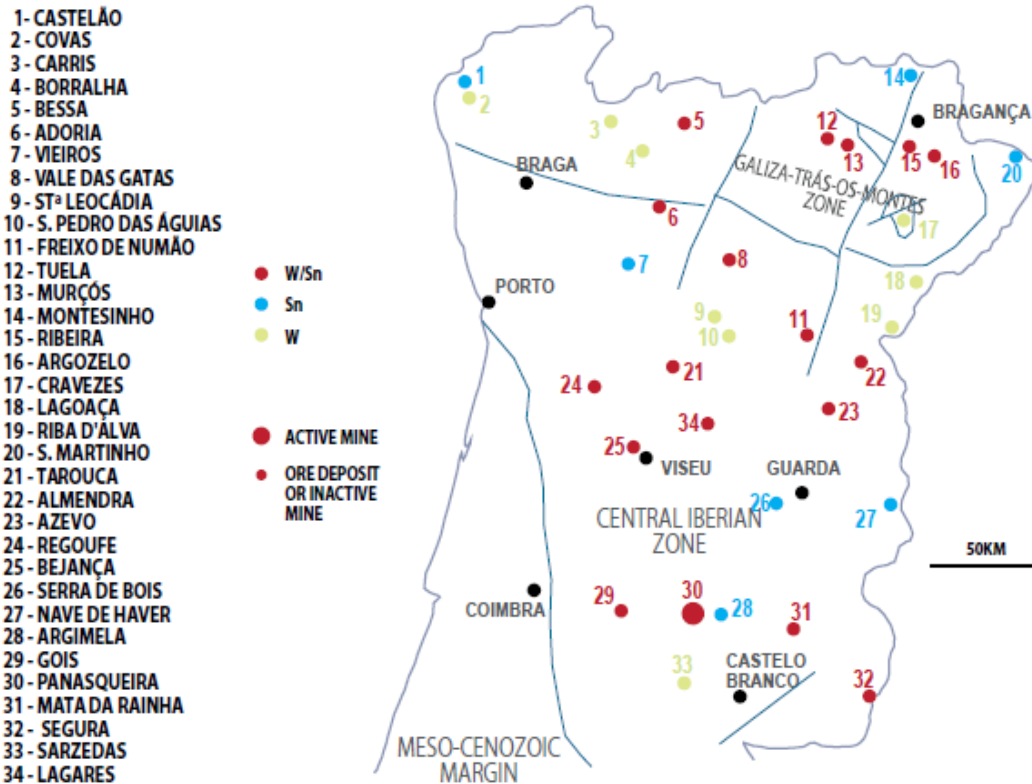 1- CASTELÃO
2 - COVAS
3 - CARRIS
4 - BORRALHA
5 - BESSA
6 - ADORIA
7 - VIEIROS
8 - VALE DAS GATAS
9 - STª LEOCÁDIA
10 - S. PEDRO DAS ÁGUIAS
11 - FREIXO DE NUMÃO
12 - TUELA
13 - MURÇÓS
14 - MONTESINHO
15 - RIBEIRA
16 - ARGOZELO
17 - CRAVEZES
18 - LAGOAÇA
19 - RIBA D'ALVA
20 - S. MARTINHO
21 - TAROUCA
22 - ALMENDRA
23 - AZEVO
24 - REGOUFE
25 - BEJANÇA
26 - SERRA DE BOIS
27 - NAVE DE HAVER
28 - ARGIMELA
29 - GOIS
30 - PANASQUEIRA
31 - MATA DA RAINHA
32 - SEGURA
33 - SARZEDAS
34 - LAGARES
W/Sn
Sn
W
ACTIVE MINE
ORE DEPOSIT
OR INACTIVE
MINE
1
2
3
4
5
14
BRAGANÇA
12
13
15
16
20
BRAGA
GALIZA-TRÁS-OS-MONTES
ZONE
6
17
7
8
18
PORTO
9
10
11
19
21
22
24
23
34
25
VISEU
GUARDA
26
27
CENTRAL IBERIAN
ZONE
50KM
COIMBRA
29
30
28
31
33
CASTELO
BRANCO
32
MESO-CENOZOIC
MARGIN